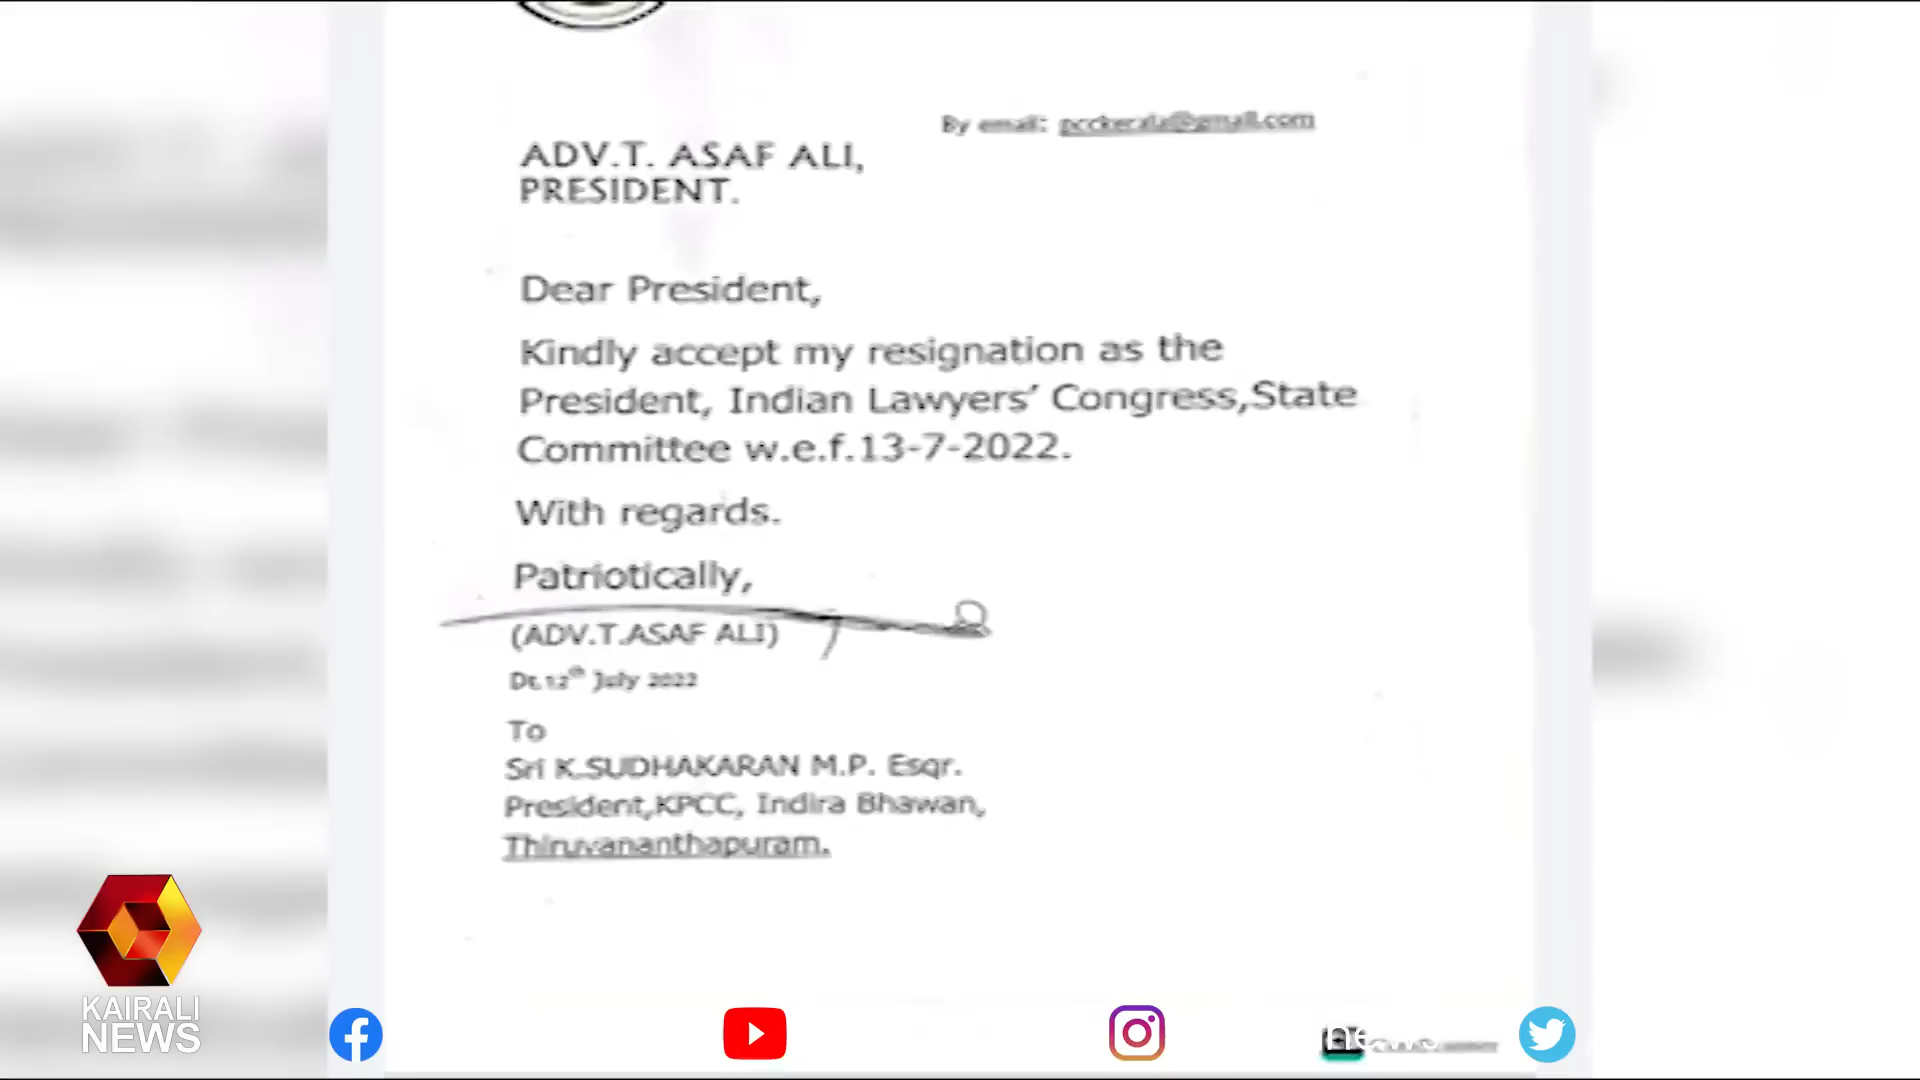 By email: pcckerala@gmail.com
ADV.T. ASAF ALI,
PRESIDENT.
Dear President,
Kindly accept my resignation as the
President, Indian Lawyers’ Congress,State
Committee w.e.f.13-7-2022.
With regards.
Patriotically,
(ADV.T.ASAF ALI)
Dt.12th July 2022
To
Sri K.SUDHAKARAN M.P. Esqr.
President,KPCC, Indira Bhawan,
Thiruvananthapuram.
KAIRALI
NEWS
news